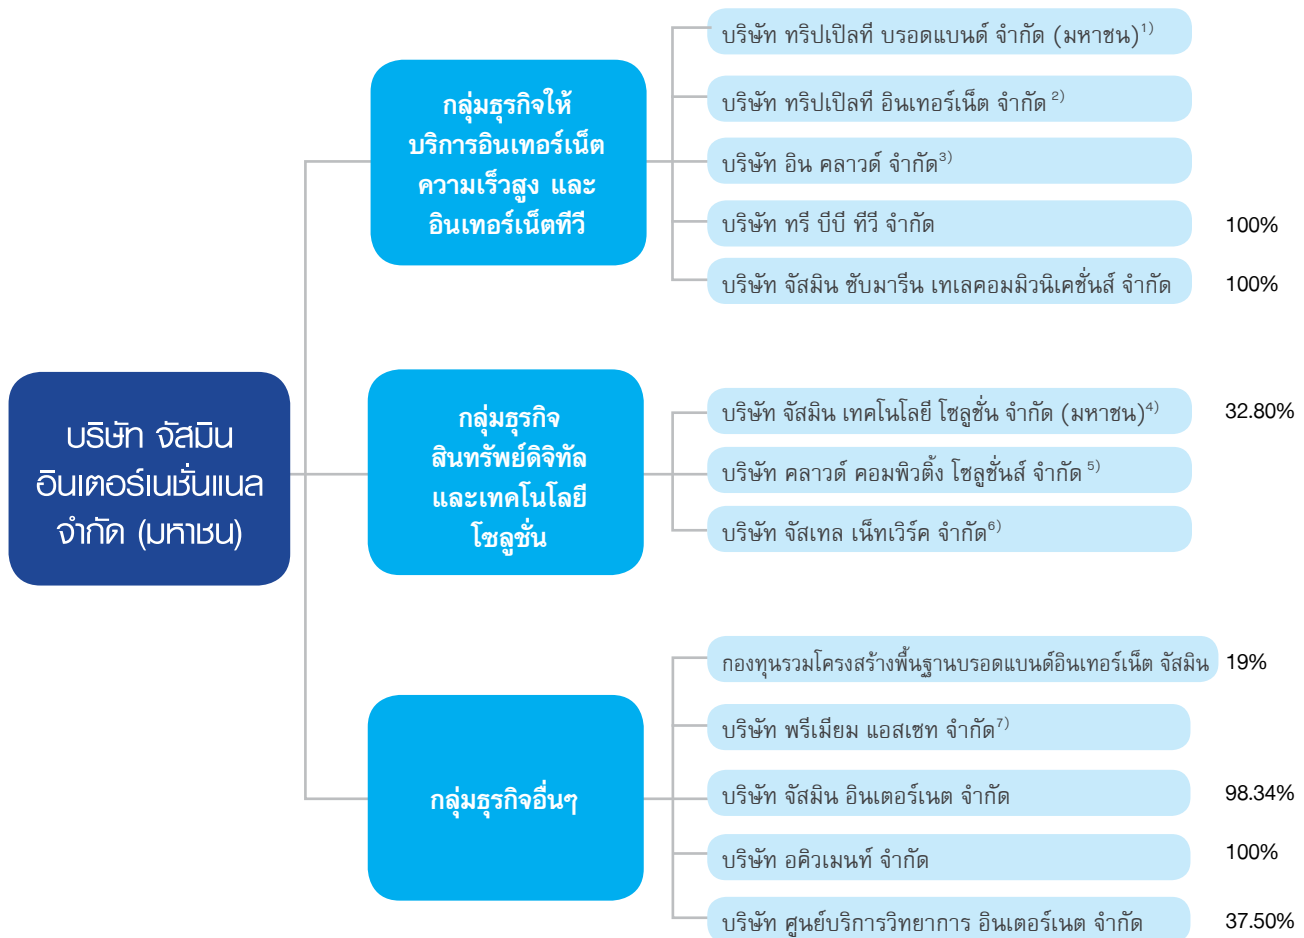 บริษัท จัสมิน
อินเตอร์เนชั่นแนล
จำกัด (มหาชน)
กลุ่มธุรกิจให้
บริการอินเทอร์เน็ต
ความเร็วสูง และ
อินเทอร์เน็ตทีวี
บริษัท ทริปเปิลที บรอดแบนด์ จำกัด (มหาชน)1)
บริษัท ทริปเปิลที อินเทอร์เน็ต จำกัด 2)
บริษัท อิน คลาวด์ จำกัด3)
บริษัท ทรี บีบี ทีวี จำกัด 100%
บริษัท จัสมิน ซับมารีน เทเลคอมมิวนิเคชั่นส์ จำกัด 100%
กลุ่มธุรกิจ
สินทรัพย์ดิจิทัล
และเทคโนโลยี
โซลูชั่น
บริษัท จัสมิน เทคโนโลยี โซลูชั่น จำกัด (มหาชน)4) 32.80%
บริษัท คลาวด์ คอมพิวติ้ง โซลูชั่นส์ จำกัด 5)
บริษัท จัสเทล เน็ทเวิร์ค จำกัด6)
กลุ่มธุรกิจอื่นๆ
กองทุนรวมโครงสร้างพื้นฐานบรอดแบนด์อินเทอร์เน็ต จัสมิน 19%
บริษัท พรีเมียม แอสเซท จำกัด7)
บริษัท จัสมิน อินเตอร์เนต จำกัด 98.34%
บริษัท อคิวเมนท์ จำกัด 100%
บริษัท ศูนย์บริการวิทยาการ อินเตอร์เนต จำกัด 37.50%